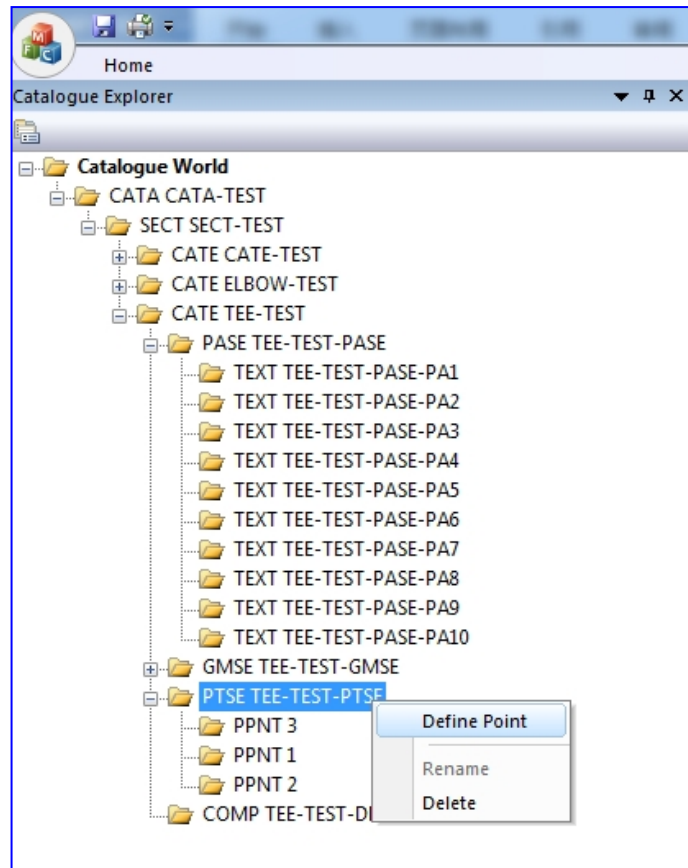 Home
Catalogue Explorer
Catalogue World
CATA CATA-TEST
SECT SECT-TEST
CATE CATE-TEST
CATE ELBOW-TEST
CATE TEE-TEST
PASE TEE-TEST-PASE
TEXT TEE-TEST-PASE-PA1
TEXT TEE-TEST-PASE-PA2
TEXT TEE-TEST-PASE-PA3
TEXT TEE-TEST-PASE-PA4
TEXT TEE-TEST-PASE-PA5
TEXT TEE-TEST-PASE-PA6
TEXT TEE-TEST-PASE-PA7
TEXT TEE-TEST-PASE-PA8
TEXT TEE-TEST-PASE-PA9
TEXT TEE-TEST-PASE-PA10
GMSE TEE-TEST-GMSE
PTSE TEE-TEST-PTSE
Define Point
PPNT 3
PPNT 1
Rename
PPNT 2
Delete
COMP TEE-TEST-D